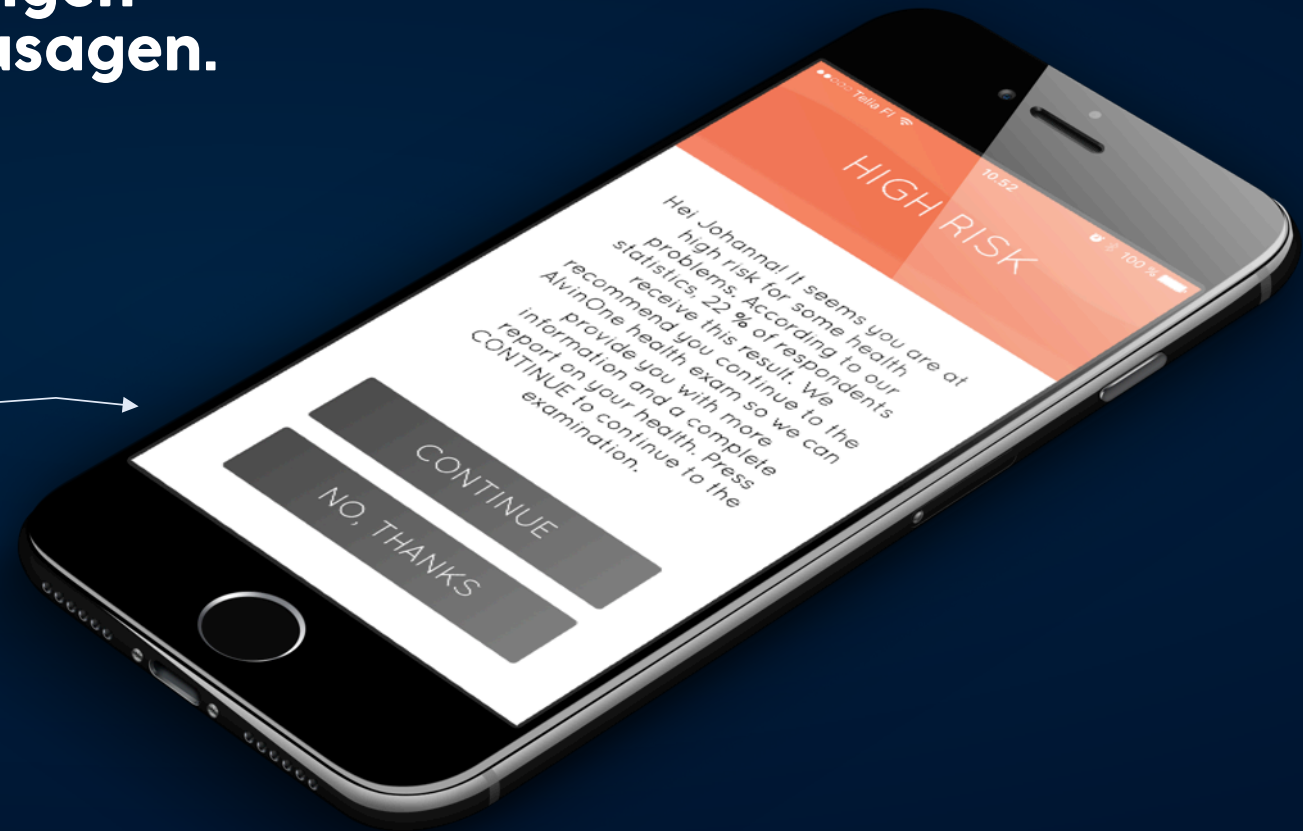 usagen.
Telia FI
10.52
100 %
HIGH RISK
Hei Johanna! It seems you are at
high risk for some health
problems. According to our
statistics, 22 % of respondents
receive this result. We
recommend you continue to the
AlvinOne health exam so we can
provide you with more
information and a complete
report on your health. Press
CONTINUE to continue to the
examination.
CONTINUE
NO, THANKS